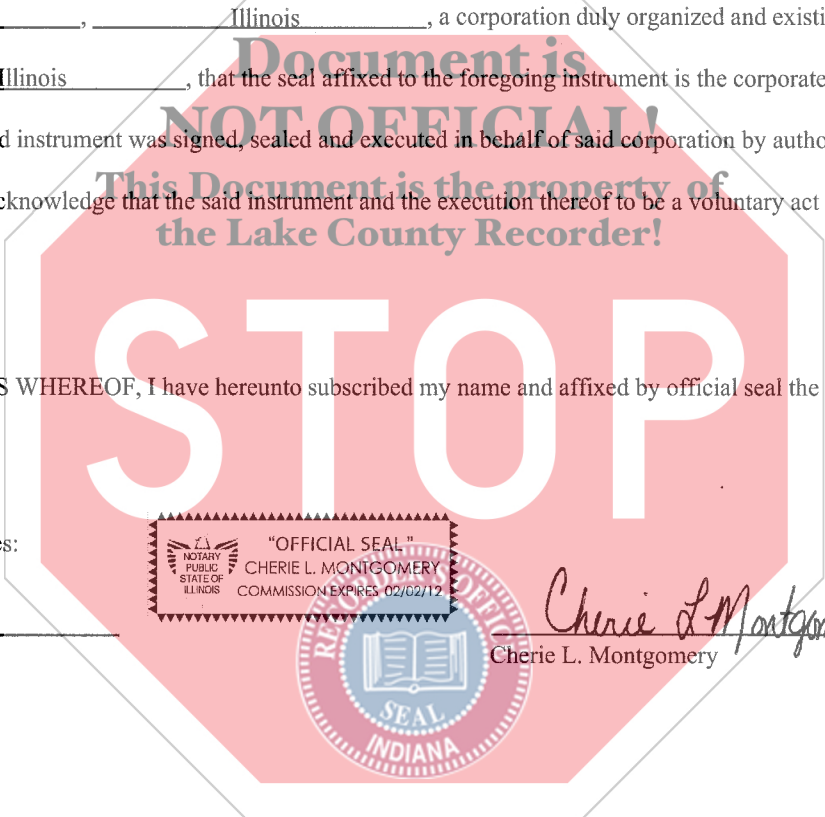 , Illinois , a corporation duly organized and existi
Document is
Illinois , that the seal affixed to the foregoing instrument is the corporate
NOT OFFICIAL!
d instrument was signed, sealed and executed in behalf of said corporation by autho
This Document is the property of
cknowledge that the said instrument and the execution thereof to be a voluntary act
the Lake County Recorder!
STOP
S WHEREOF, I have hereunto subscribed my name and affixed by official seal the
es:
"OFFICIAL SEAL"
NOTARY
PUBLIC
STATE OF
ILLINOIS
CHERIE L. MONTGOMERY
COMMISSION EXPIRES 02/02/12
Cherie L Montgom
Cherie L. Montgomery
RECORDER'S OFFICE
SEAL
INDIANA